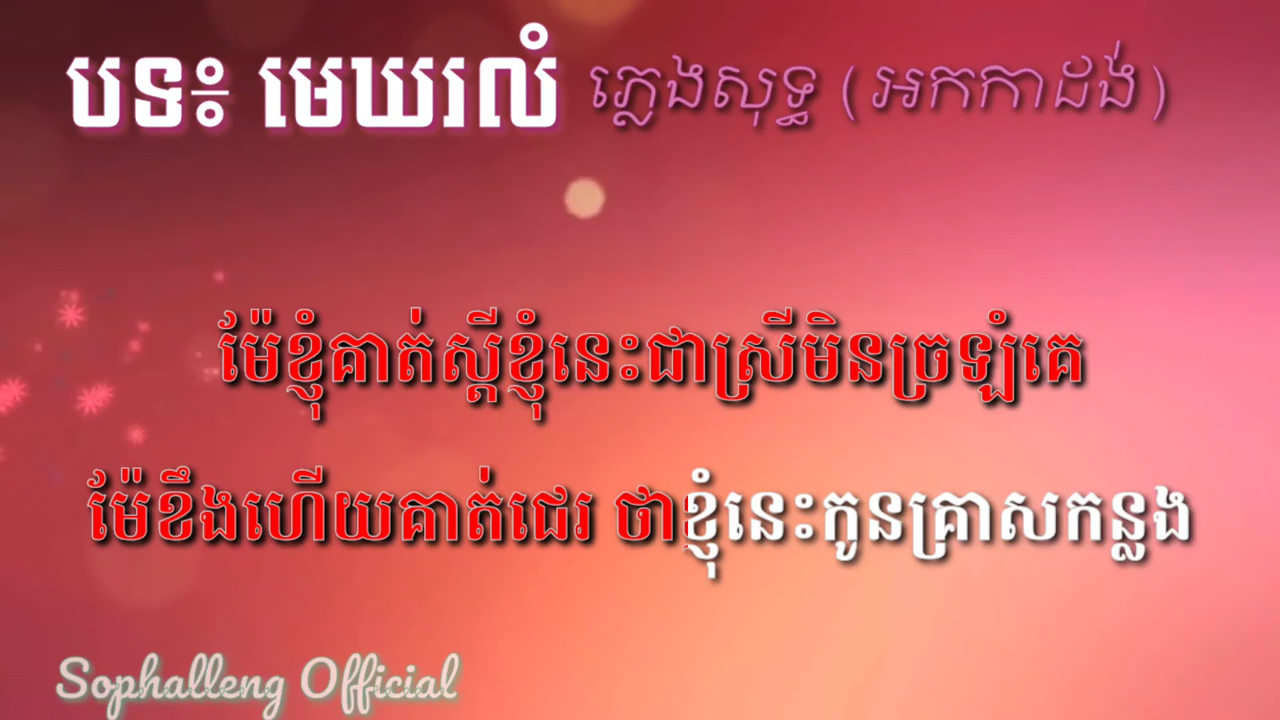 បទ៖ មេឃរលំ ភ្លេងសុទ្ធ ( អកកាដង់ )
ម៉ែខ្ញុំគាត់ស្ដីខ្ញុំនេះជាស្រីមិនច្រឡំគេ
ម៉ែខឹងហើយគាត់ជេរ ថាខ្ញុំនេះកូនគ្រាសកន្លង
Sophalleng Official